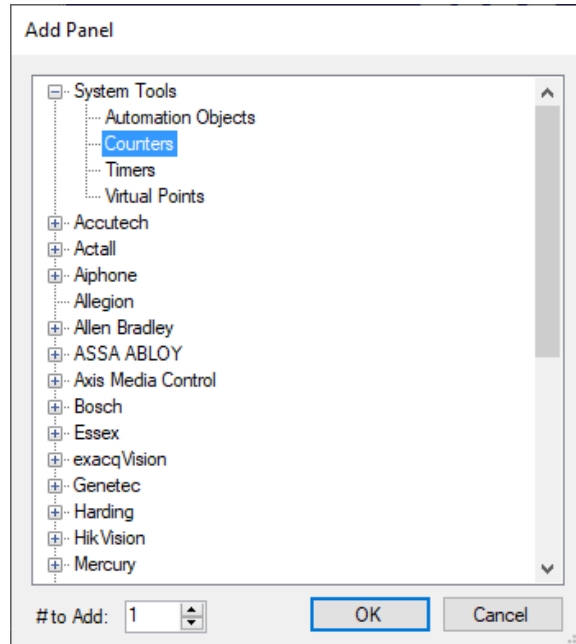 Add Panel
System Tools
Automation Objects
Counters
Timers
Virtual Points
Accutech
Actall
Aiphone
Allegion
Allen Bradley
ASSA ABLOY
Axis Media Control
Bosch
Essex
exacqVision
Genetec
Harding
HikVision
Mercury
# to Add: 1 OK Cancel